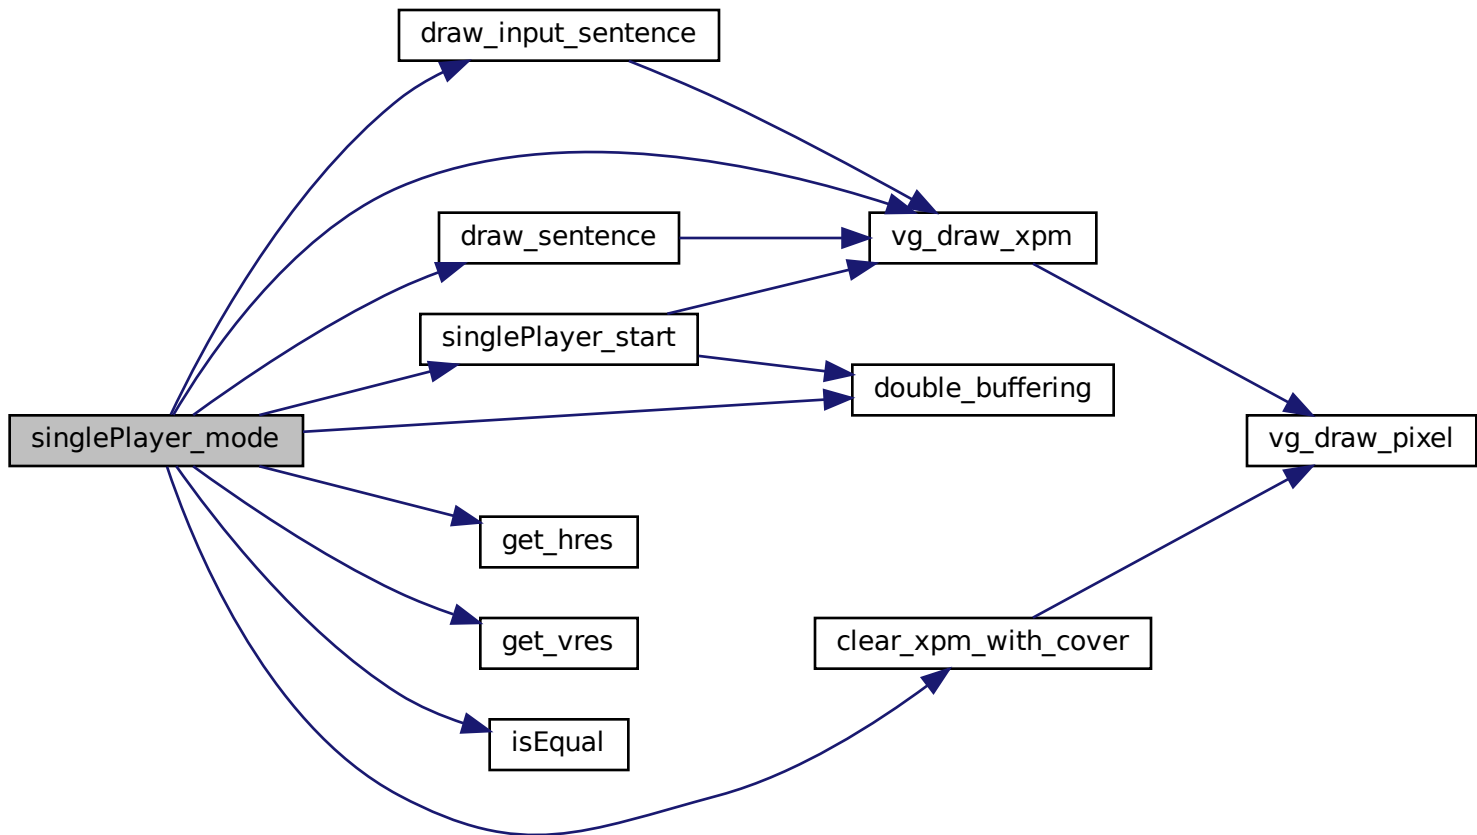 draw_input_sentence
draw_sentence
vg_draw_xpm
singlePlayer_start
double_buffering
singlePlayer_mode
vg_draw_pixel
get_hres
get_vres
clear_xpm_with_cover
isEqual